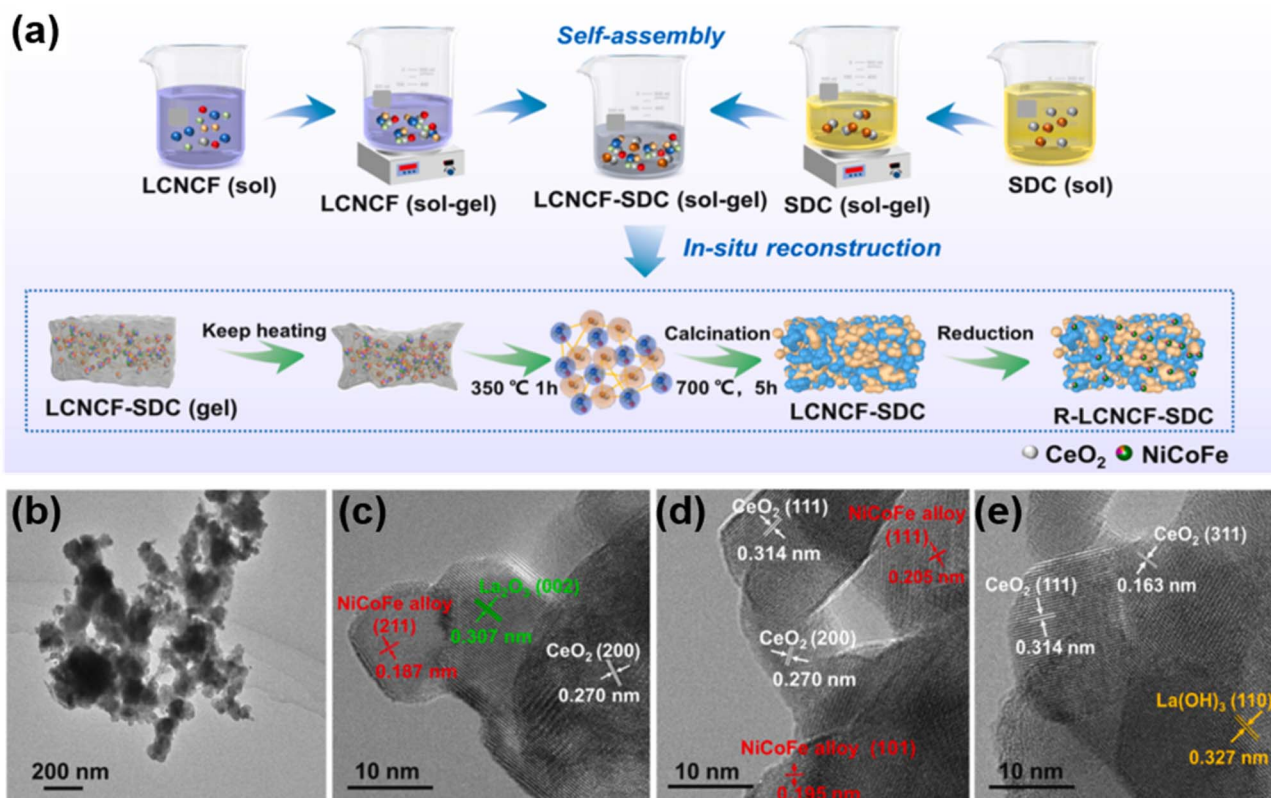 (a)
Self-assembly
LCNCF (sol)
LCNCF (sol-gel)
LCNCF-SDC (sol-gel)
SDC (sol-gel)
SDC (sol)
In-situ reconstruction
Keep heating
350 ℃ 1h
Calcination
700 ℃, 5h
Reduction
LCNCF-SDC (gel)
LCNCF-SDC
R-LCNCF-SDC
CeO₂
NiCoFe
(b)
200 nm
(c)
NiCoFe alloy
(211)
0.187 nm
La₂O₃ (002)
0.307 nm
CeO₂ (200)
0.270 nm
10 nm
(d)
CeO₂ (111)
0.314 nm
NiCoFe alloy
(111)
0.205 nm
CeO₂ (200)
0.270 nm
NiCoFe alloy (101)
0.195 nm
10 nm
(e)
CeO₂ (311)
0.163 nm
CeO₂ (111)
0.314 nm
La(OH)₃ (110)
0.327 nm
10 nm